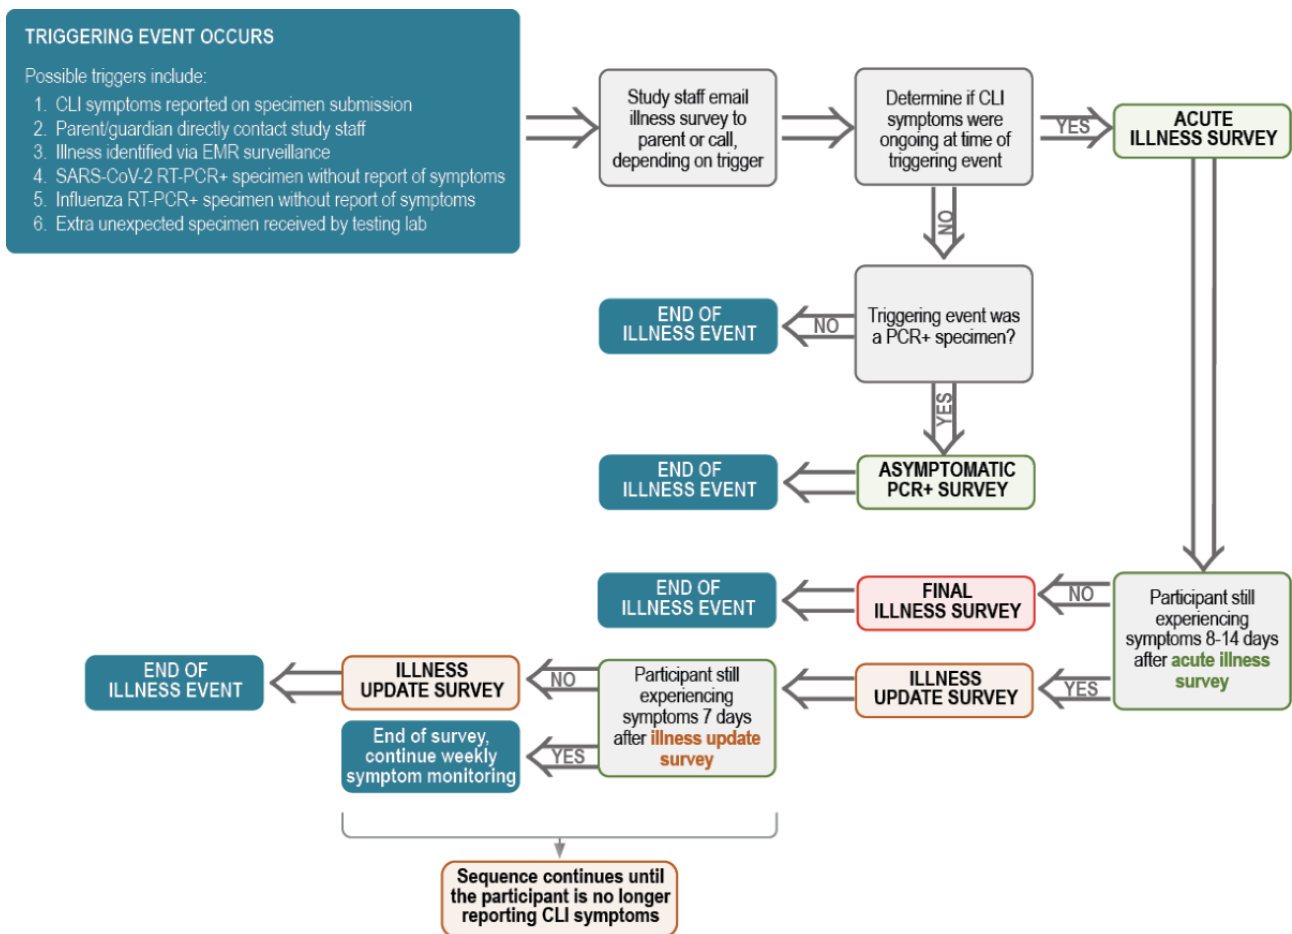 TRIGGERING EVENT OCCURS
Possible triggers include:
1. CLI symptoms reported on specimen submission
2. Parent/guardian directly contact study staff
3. Illness identified via EMR surveillance
4. SARS-CoV-2 RT-PCR+ specimen without report of symptoms
5. Influenza RT-PCR+ specimen without report of symptoms
6. Extra unexpected specimen received by testing lab
Study staff email
illness survey to
parent or call,
depending on trigger
Determine if CLI
symptoms were
ongoing at time of
triggering event
YES
ACUTE
ILLNESS SURVEY
NO
Triggering event was
a PCR+ specimen?
NO
END OF
ILLNESS EVENT
YES
ASYMPTOMATIC
PCR+ SURVEY
END OF
ILLNESS EVENT
Participant still
experiencing
symptoms 8-14 days
after acute illness
survey
NO
FINAL
ILLNESS SURVEY
END OF
ILLNESS EVENT
YES
ILLNESS
UPDATE SURVEY
Participant still
experiencing
symptoms 7 days
after illness update
survey
NO
ILLNESS
UPDATE SURVEY
END OF
ILLNESS EVENT
YES
End of survey,
continue weekly
symptom monitoring
Sequence continues until
the participant is no longer
reporting CLI symptoms